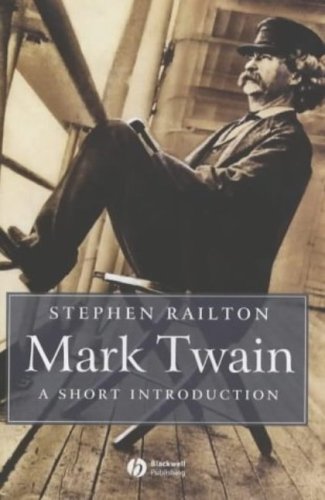 STEPHEN RAILTON
Mark Twain
A SHORT INTRODUCTION
b
Blackwell
Publishing